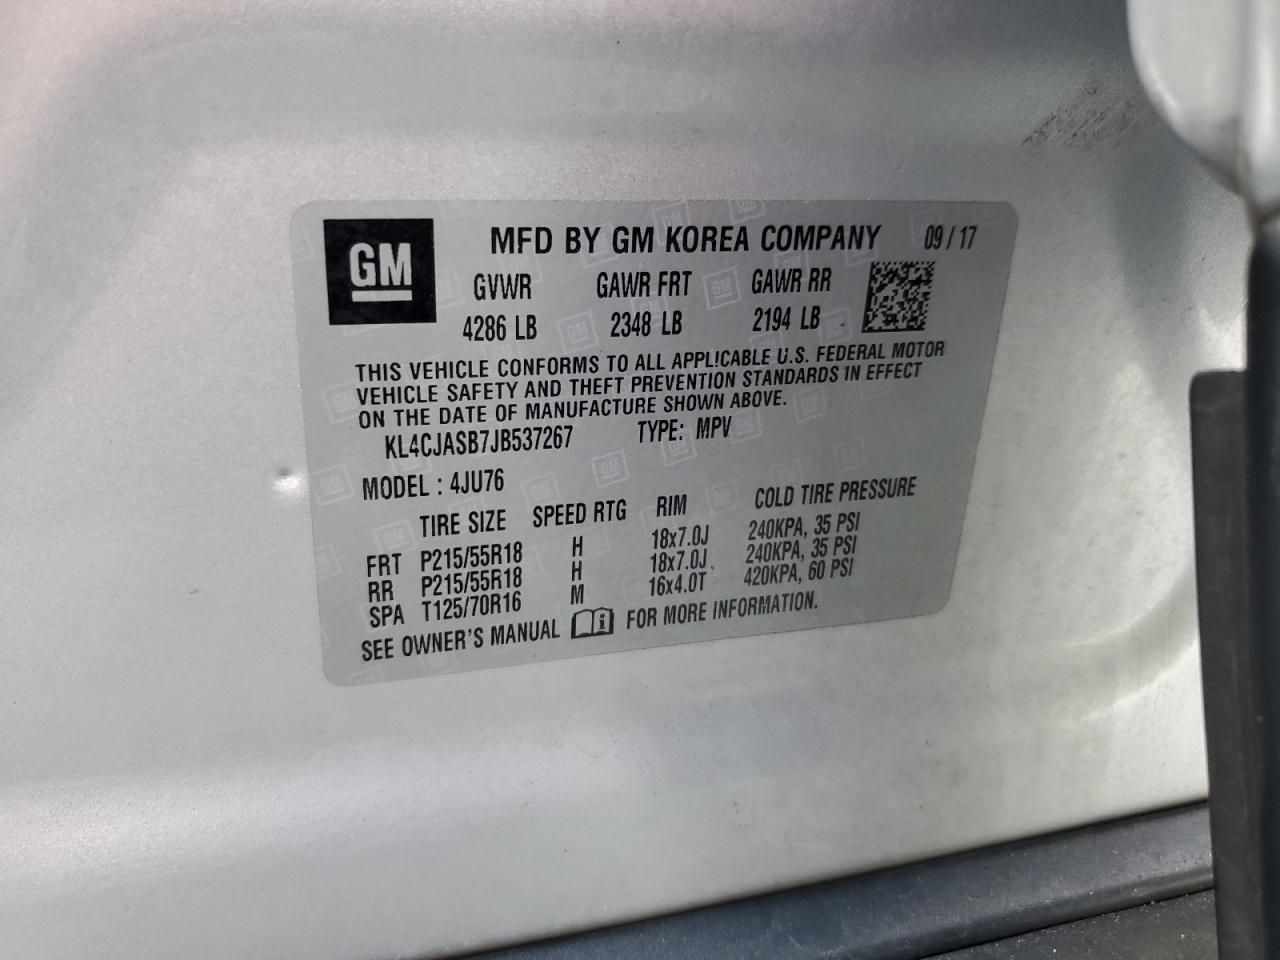 GM
MFD BY GM KOREA COMPANY 09 / 17
GVWR GAWR FRT GAWR RR
4286 LB 2348 LB 2194 LB
THIS VEHICLE CONFORMS TO ALL APPLICABLE U.S. FEDERAL MOTOR
VEHICLE SAFETY AND THEFT PREVENTION STANDARDS IN EFFECT
ON THE DATE OF MANUFACTURE SHOWN ABOVE.
KL4CJASB7JB537267 TYPE: MPV
MODEL : 4JU76
TIRE SIZE SPEED RTG RIM COLD TIRE PRESSURE
FRT P215/55R18 H 18x7.0J 240KPA, 35 PSI
RR P215/55R18 H 18x7.0J 240KPA, 35 PSI
SPA T125/70R16 M 16x4.0T 420KPA, 60 PSI
SEE OWNER'S MANUAL i FOR MORE INFORMATION.